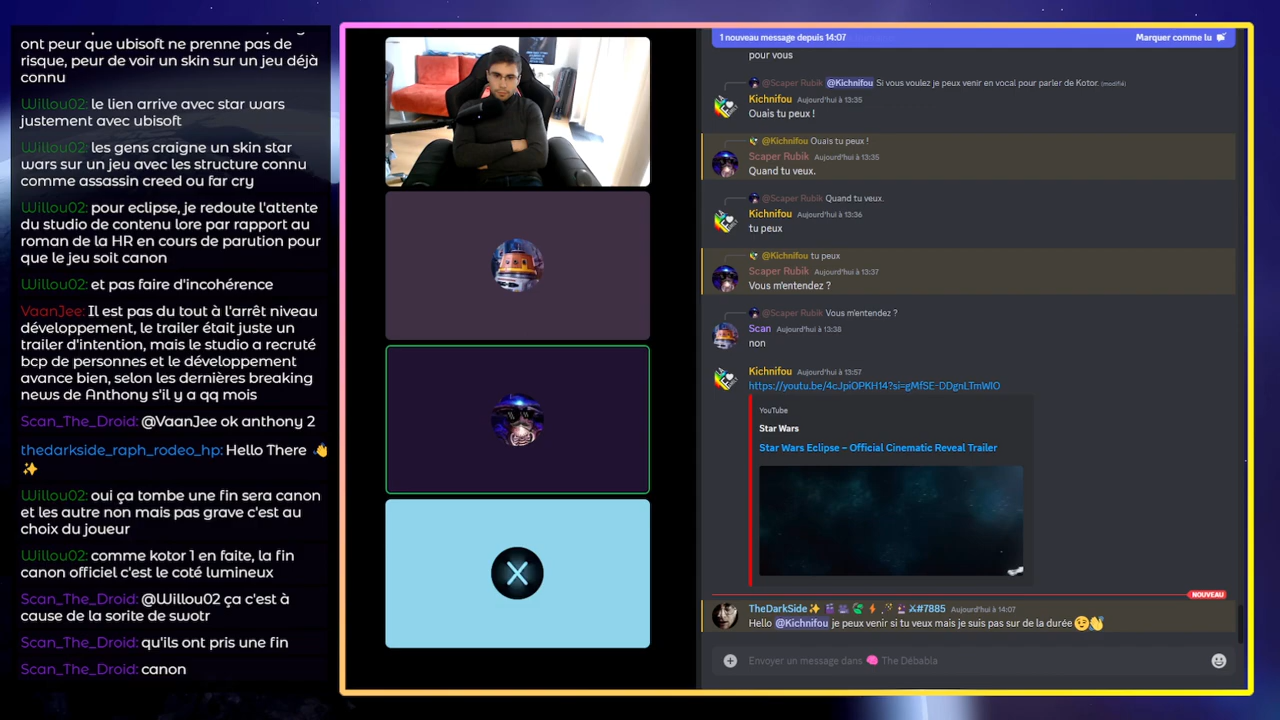 ont peur que ubisoft ne prenne pas de
risque, peur de voir un skin sur un jeu déjà
connu
Willou02: le lien arrive avec star wars
justement avec ubisoft
Willou02: les gens craigne un skin star
wars sur un jeu avec les structure connu
comme assassin creed ou far cry
Willou02: pour eclipse, je redoute l'attente
du studio de savoir du lore par rapport au
roman de la HR en cours de parution pour
que le jeu soit canon
Willou02: et pas faire d'incohérence
VaanJee: Il est pas du tout à l'arrêt niveau
développement, le trailer était juste un
trailer d'intention, mais le studio a recruté
bcp de personnes et le développement
avance bien, selon les dernières breaking
news de Anthony s'il y a qq mois
Scan_The_Droid: @VaanJee ok anthony 2
thedarkside_raph_rodeo_hp: Hello There 👋
✨
Willou02: oui ça tombe une fin sera canon
et les autre non mais pas grave c'est au
choix du joueur
Willou02: comme kotor 1 en faite, la fin
canon officiel c'est le coté lumineux
Scan_The_Droid: @Willou02 ça c'est à
cause de la sorite de swotr
Scan_The_Droid: qu'ils ont pris une fin
Scan_The_Droid: canon
1 nouveau message depuis 14:07
Marquer comme lu
pour vous
@Scaper Rubik @Kichnifou Si vous voulez je peux venir en vocal pour parler de Kotor. (modifié)
Kichnifou Aujourd'hui à 13:35
Ouais tu peux !
@Kichnifou Ouais tu peux !
Scaper Rubik Aujourd'hui à 13:35
Quand tu veux.
@Scaper Rubik Quand tu veux.
Kichnifou Aujourd'hui à 13:36
tu peux
@Kichnifou tu peux
Scaper Rubik Aujourd'hui à 13:37
Vous m'entendez ?
@Scaper Rubik Vous m'entendez ?
Scan Aujourd'hui à 13:38
non
Kichnifou Aujourd'hui à 13:57
https://youtu.be/4cJpiOPKH14?si=gMfSE-DDgnLTmWlO
YouTube
Star Wars
Star Wars Eclipse – Official Cinematic Reveal Trailer
NOUVEAU
TheDarkSide✨ #7885 Aujourd'hui à 14:07
Hello @Kichnifou je peux venir si tu veux mais je suis pas sur de la durée 😉👋
Envoyer un message dans 🧠 The Débabla